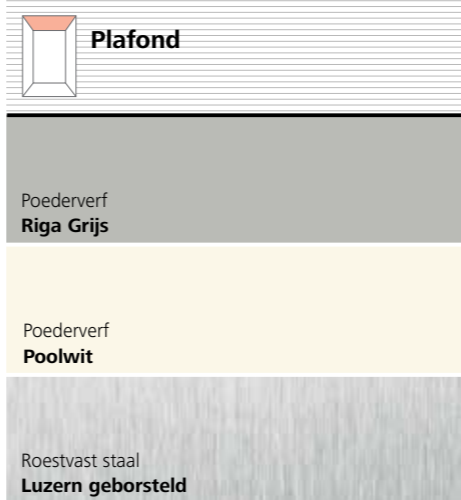 Plafond
Poederverf
Riga Grijs
Poederverf
Poolwit
Roestvast staal
Luzern geborsteld